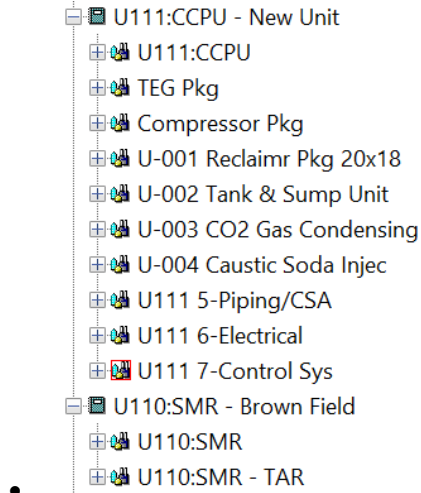 U111:CCPU - New Unit
U111:CCPU
TEG Pkg
Compressor Pkg
U-001 Reclaimr Pkg 20x18
U-002 Tank & Sump Unit
U-003 CO2 Gas Condensing
U-004 Caustic Soda Injec
U111 5-Piping/CSA
U111 6-Electrical
U111 7-Control Sys
U110:SMR - Brown Field
U110:SMR
U110:SMR - TAR